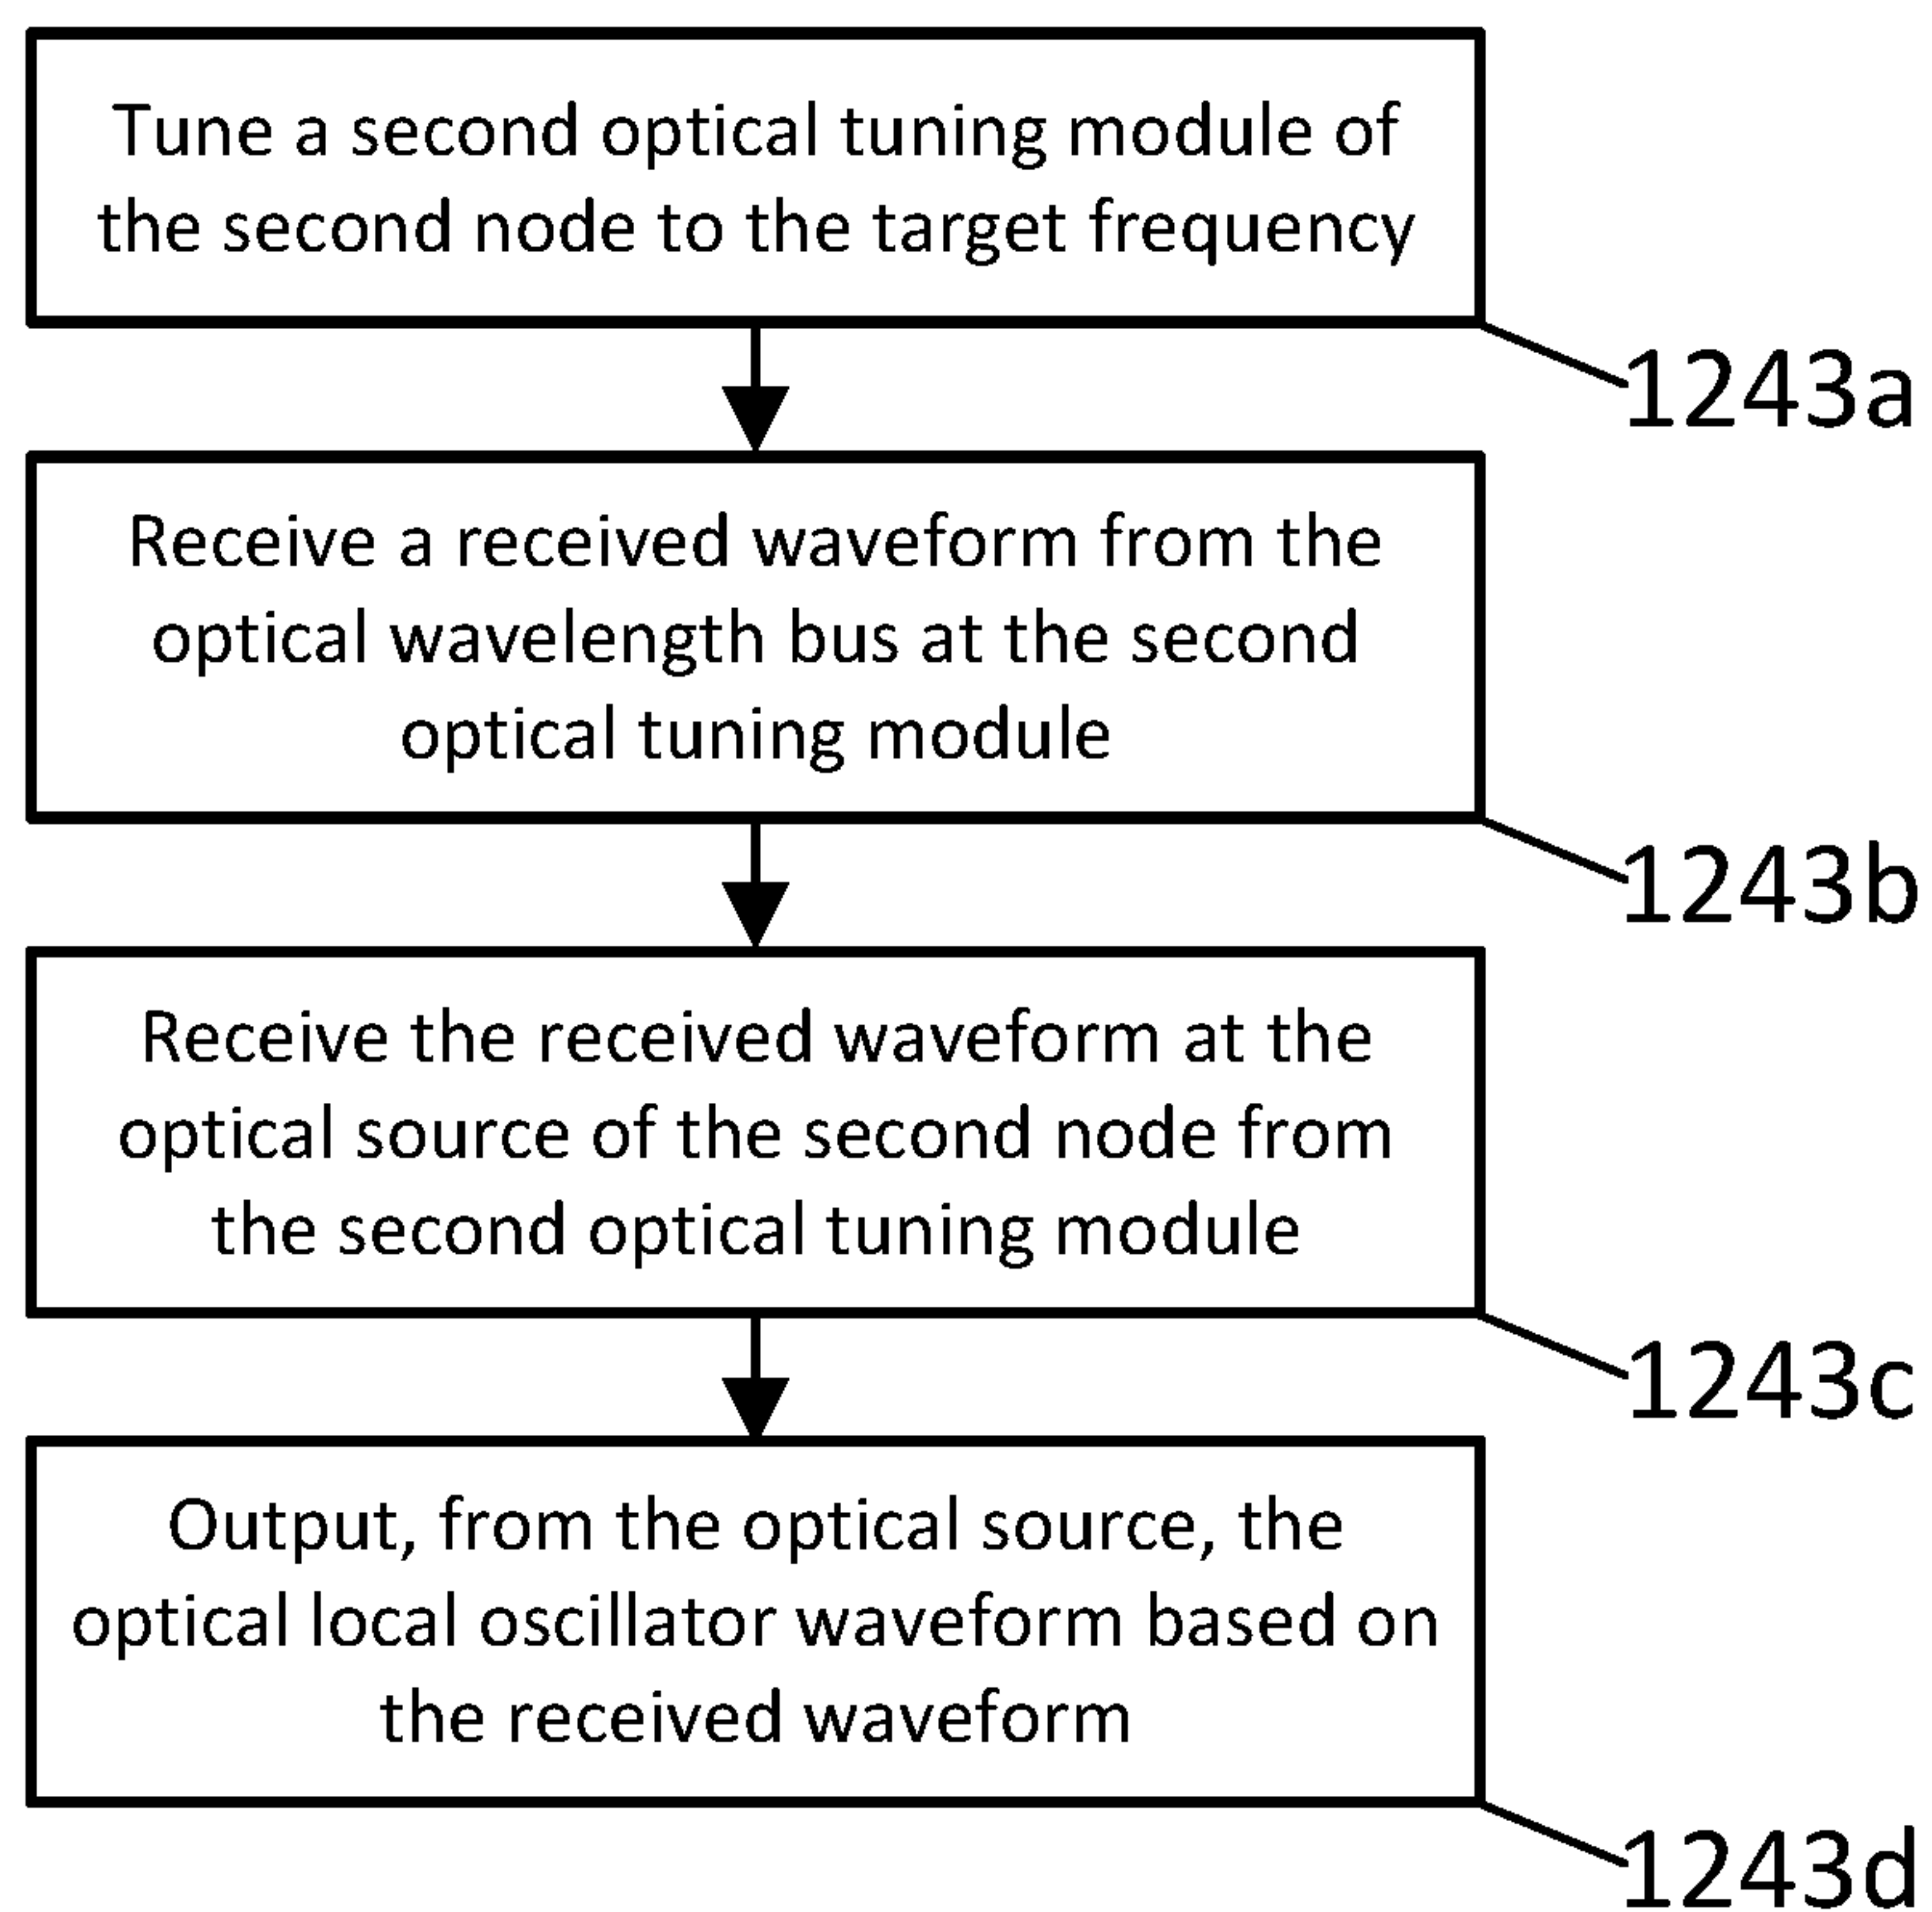 Tune a second optical tuning module of
the second node to the target frequency
1243a
Receive a received waveform from the
optical wavelength bus at the second
optical tuning module
1243b
Receive the received waveform at the
optical source of the second node from
the second optical tuning module
1243c
Output, from the optical source, the
optical local oscillator waveform based on
the received waveform
1243d